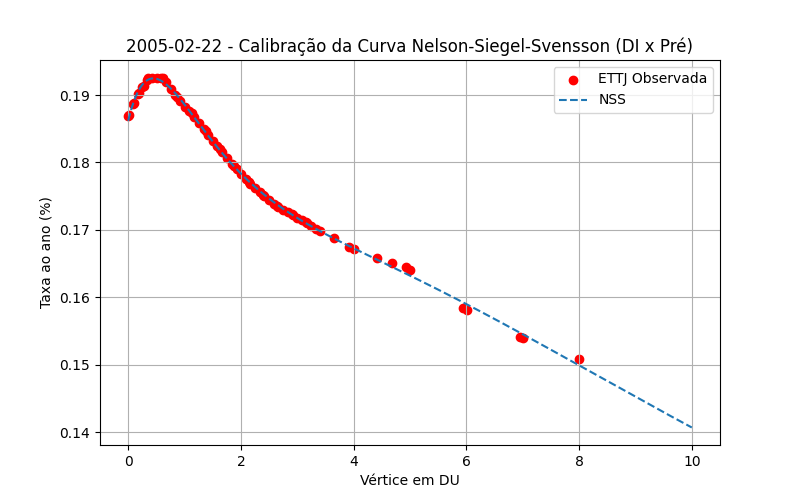 2005-02-22 - Calibração da Curva Nelson-Siegel-Svensson (DI x Pré)
ETTJ Observada
NSS
Taxa ao ano (%)
0.19
0.18
0.17
0.16
0.15
0.14
0
2
4
6
8
10
Vértice em DU